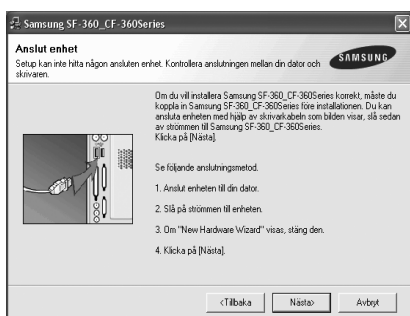 Samsung SF-360_CF-360Series
Anslut enhet
Setup kan inte hitta någon ansluten enhet. Kontrollera anslutningen mellan din dator och
skrivaren.
SAMSUNG
Om du vill installera Samsung SF-360_CF-360Series korrekt, måste du
koppla in Samsung SF-360_CF-360Series före installationen. Du kan
ansluta enheten med hjälp av skrivarkabeln som bilden visar, slå sedan
av strömmen till Samsung SF-360_CF-360Series.
Klicka på [Nästa].
Se följande anslutningsmetod.
1. Anslut enheten till din dator.
2. Slå på strömmen till enheten.
3. Om "New Hardware Wizard" visas, stäng den.
4. Klicka på [Nästa].
<Tillbaka
Nästa>
Avbryt